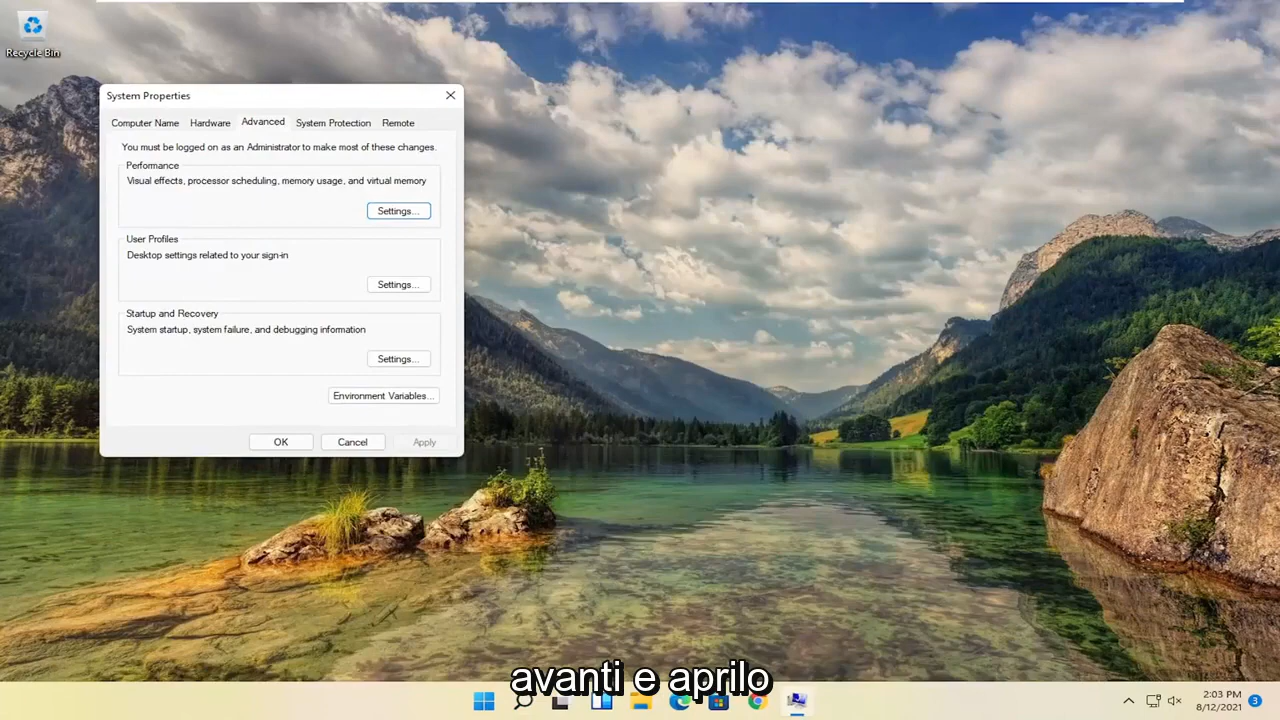 Recycle Bin
System Properties
Computer Name Hardware Advanced System Protection Remote
You must be logged on as an Administrator to make most of these changes.
Performance
Visual effects, processor scheduling, memory usage, and virtual memory
Settings...
User Profiles
Desktop settings related to your sign-in
Settings...
Startup and Recovery
System startup, system failure, and debugging information
Settings...
Environment Variables...
OK Cancel Apply
avanti e aprilo
2:03 PM
8/12/2021
3